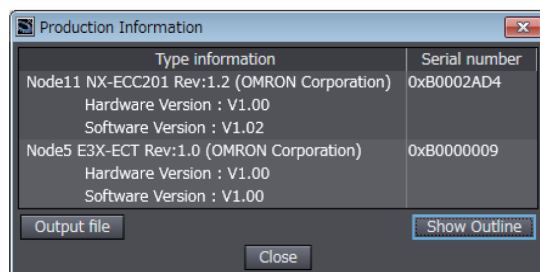 Production Information
Type information Serial number
Node11 NX-ECC201 Rev:1.2 (OMRON Corporation) 0xB0002AD4
Hardware Version : V1.00
Software Version : V1.02
Node5 E3X-ECT Rev:1.0 (OMRON Corporation) 0xB0000009
Hardware Version : V1.00
Software Version : V1.00
Output file Show Outline
Close